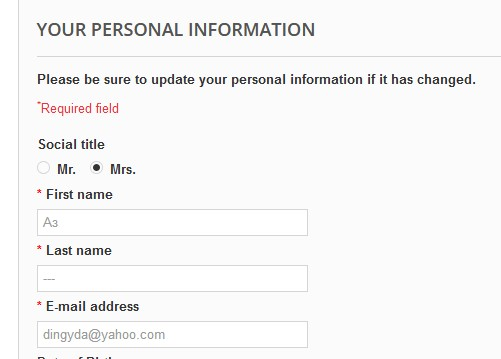 YOUR PERSONAL INFORMATION
Please be sure to update your personal information if it has changed.
*Required field
Social title
Mr. Mrs.
* First name
Аз
* Last name
---
* E-mail address
dingyda@yahoo.com